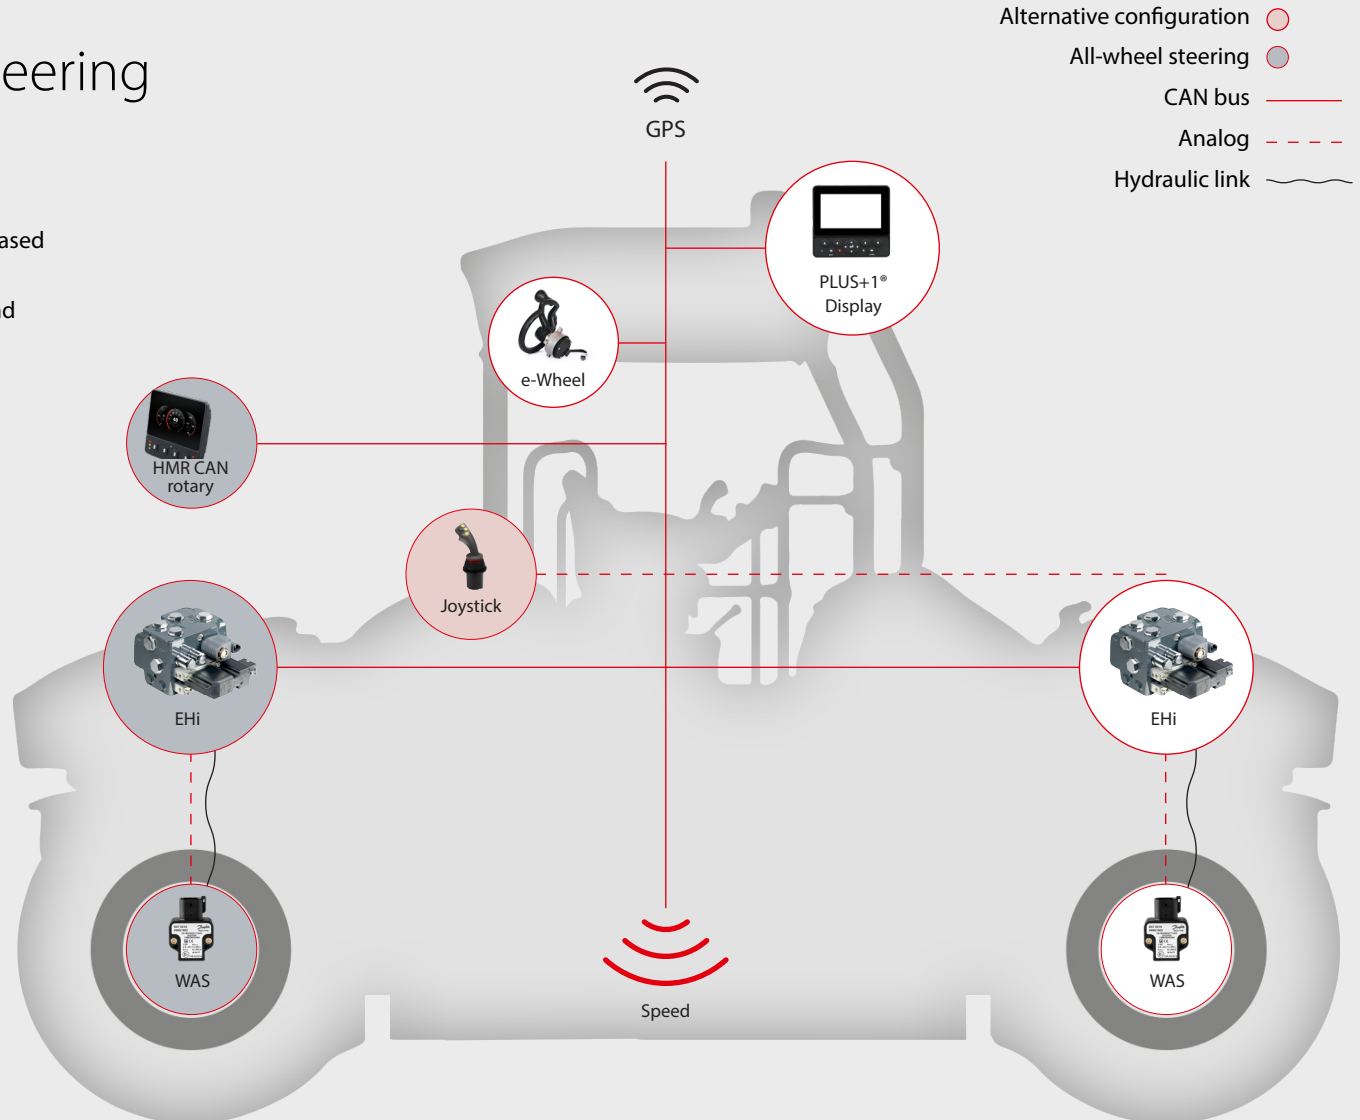 eering
ased
nd
Alternative configuration
All-wheel steering
CAN bus
Analog
Hydraulic link
GPS
PLUS+1®
Display
e-Wheel
HMR CAN
rotary
Joystick
EHi
EHi
WAS
WAS
Speed